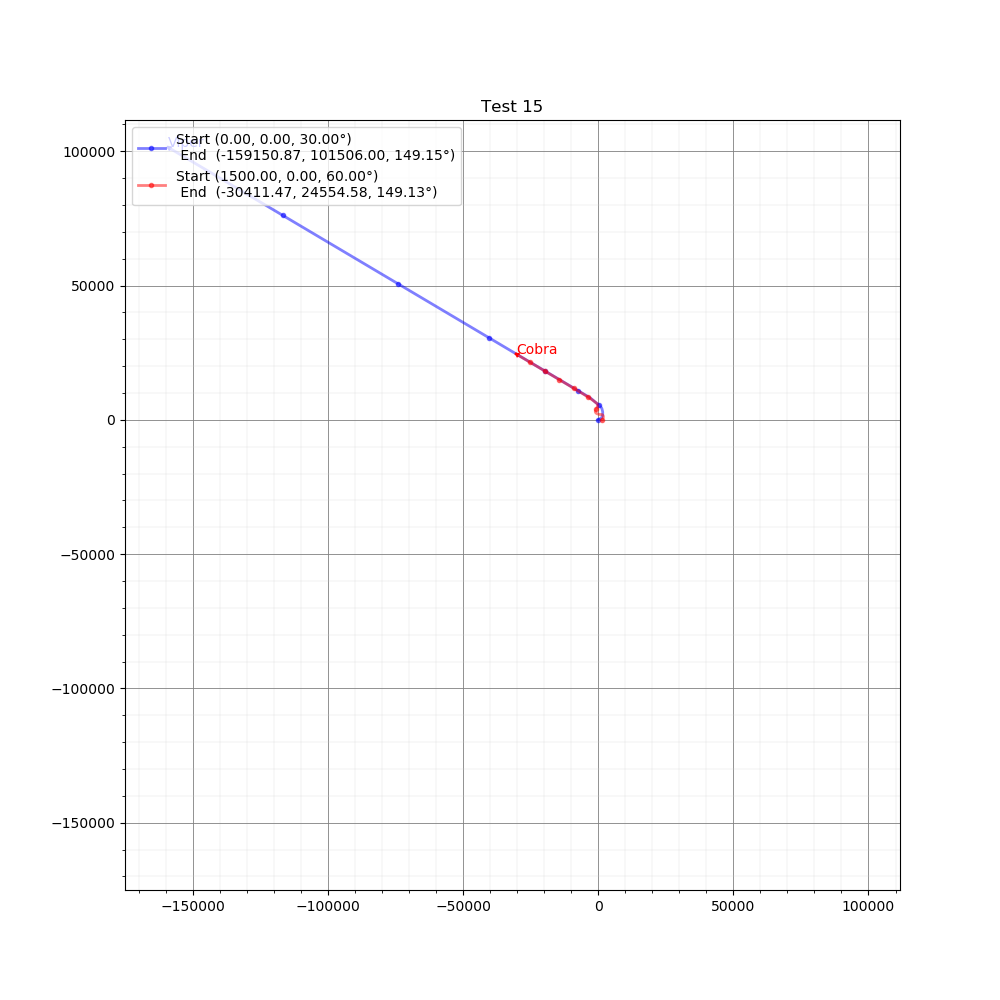 Test 15
Start (0.00, 0.00, 30.00°)
End (-159150.87, 101506.00, 149.15°)
Start (1500.00, 0.00, 60.00°)
End (-30411.47, 24554.58, 149.13°)
100000
50000
Cobra
0
−50000
−100000
−150000
−150000 −100000 −50000 0 50000 100000